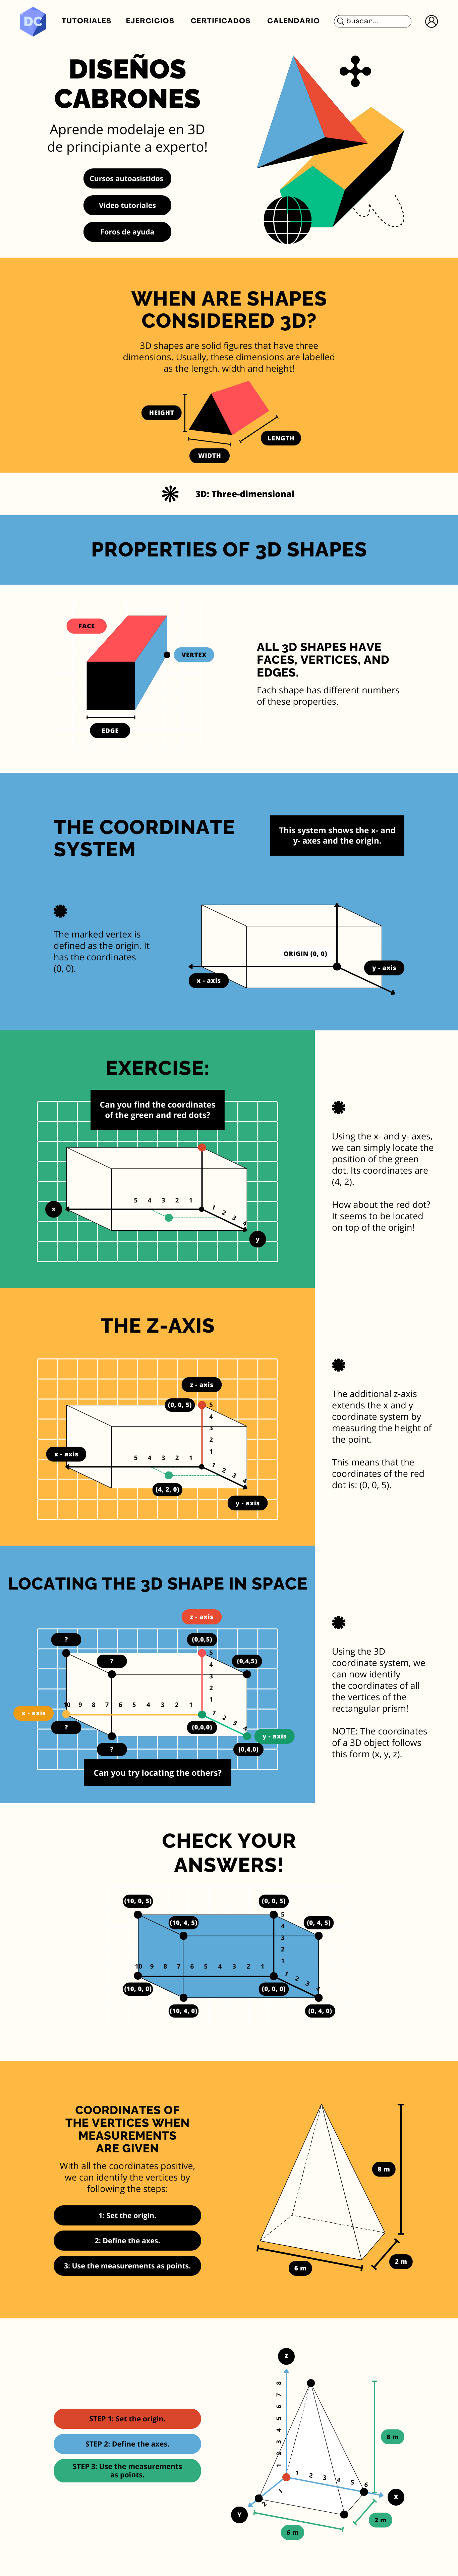 DC
TUTORIALES EJERCICIOS CERTIFICADOS CALENDARIO buscar...
DISEÑOS
CABRONES
Aprende modelaje en 3D
de principiante a experto!
Cursos autoasistidos
Video tutoriales
Foros de ayuda
WHEN ARE SHAPES
CONSIDERED 3D?
3D shapes are solid figures that have three
dimensions. Usually, these dimensions are labelled
as the length, width and height!
HEIGHT
LENGTH
WIDTH
3D: Three-dimensional
PROPERTIES OF 3D SHAPES
FACE
VERTEX
EDGE
ALL 3D SHAPES HAVE
FACES, VERTICES, AND
EDGES.
Each shape has different numbers
of these properties.
THE COORDINATE
SYSTEM
This system shows the x- and
y- axes and the origin.
The marked vertex is
defined as the origin. It
has the coordinates
(0, 0).
ORIGIN (0, 0)
x - axis
y - axis
EXERCISE:
Can you find the coordinates
of the green and red dots?
5 4 3 2 1
1 2 3 4
x
y
Using the x- and y- axes,
we can simply locate the
position of the green
dot. Its coordinates are
(4, 2).
How about the red dot?
It seems to be located
on top of the origin!
THE Z-AXIS
z - axis
(0, 0, 5)
5
4
3
2
1
x - axis
5 4 3 2 1
1 2 3 4
(4, 2, 0)
y - axis
The additional z-axis
extends the x and y
coordinate system by
measuring the height of
the point.
This means that the
coordinates of the red
dot is: (0, 0, 5).
LOCATING THE 3D SHAPE IN SPACE
z - axis
?
(0,0,5)
?
(0,4,5)
5
4
3
2
1
10 9 8 7 6 5 4 3 2 1
1 2 3 4
x - axis
?
(0,0,0)
y - axis
?
(0,4,0)
Can you try locating the others?
Using the 3D
coordinate system, we
can now identify
the coordinates of all
the vertices of the
rectangular prism!
NOTE: The coordinates
of a 3D object follows
this form (x, y, z).
CHECK YOUR
ANSWERS!
(10, 0, 5)
(0, 0, 5)
(10, 4, 5)
(0, 4, 5)
5
4
3
2
1
10 9 8 7 6 5 4 3 2 1
1 2 3 4
(10, 0, 0)
(0, 0, 0)
(10, 4, 0)
(0, 4, 0)
COORDINATES OF
THE VERTICES WHEN
MEASUREMENTS
ARE GIVEN
With all the coordinates positive,
we can identify the vertices by
following the steps:
1: Set the origin.
2: Define the axes.
3: Use the measurements as points.
8 m
2 m
6 m
STEP 1: Set the origin.
STEP 2: Define the axes.
STEP 3: Use the measurements
as points.
Z
1 2 3 4 5 6 7 8
8 m
1 2 3 4 5 6
X
1 2
Y
2 m
6 m